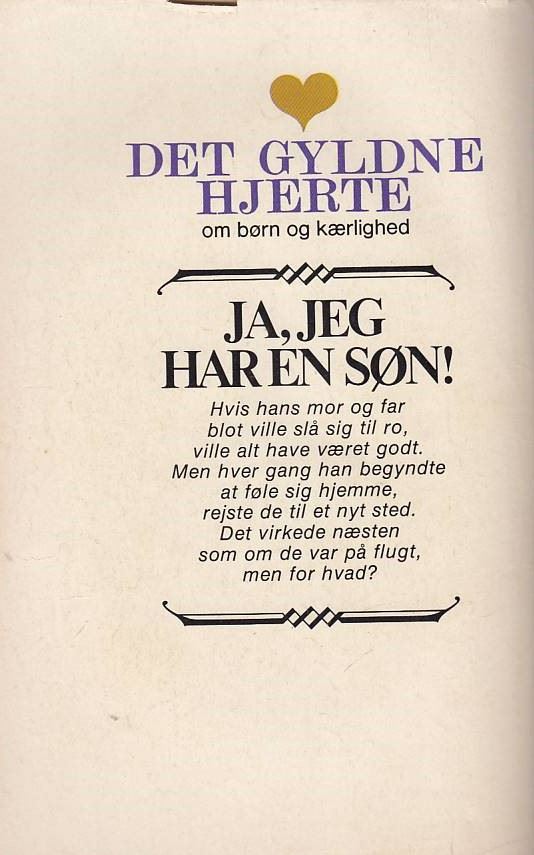 DET GYLDNE
HJERTE
om børn og kærlighed
JA, JEG
HAR EN SØN!
Hvis hans mor og far
blot ville slå sig til ro,
ville alt have været godt.
Men hver gang han begyndte
at føle sig hjemme,
rejste de til et nyt sted.
Det virkede næsten
som om de var på flugt,
men for hvad?